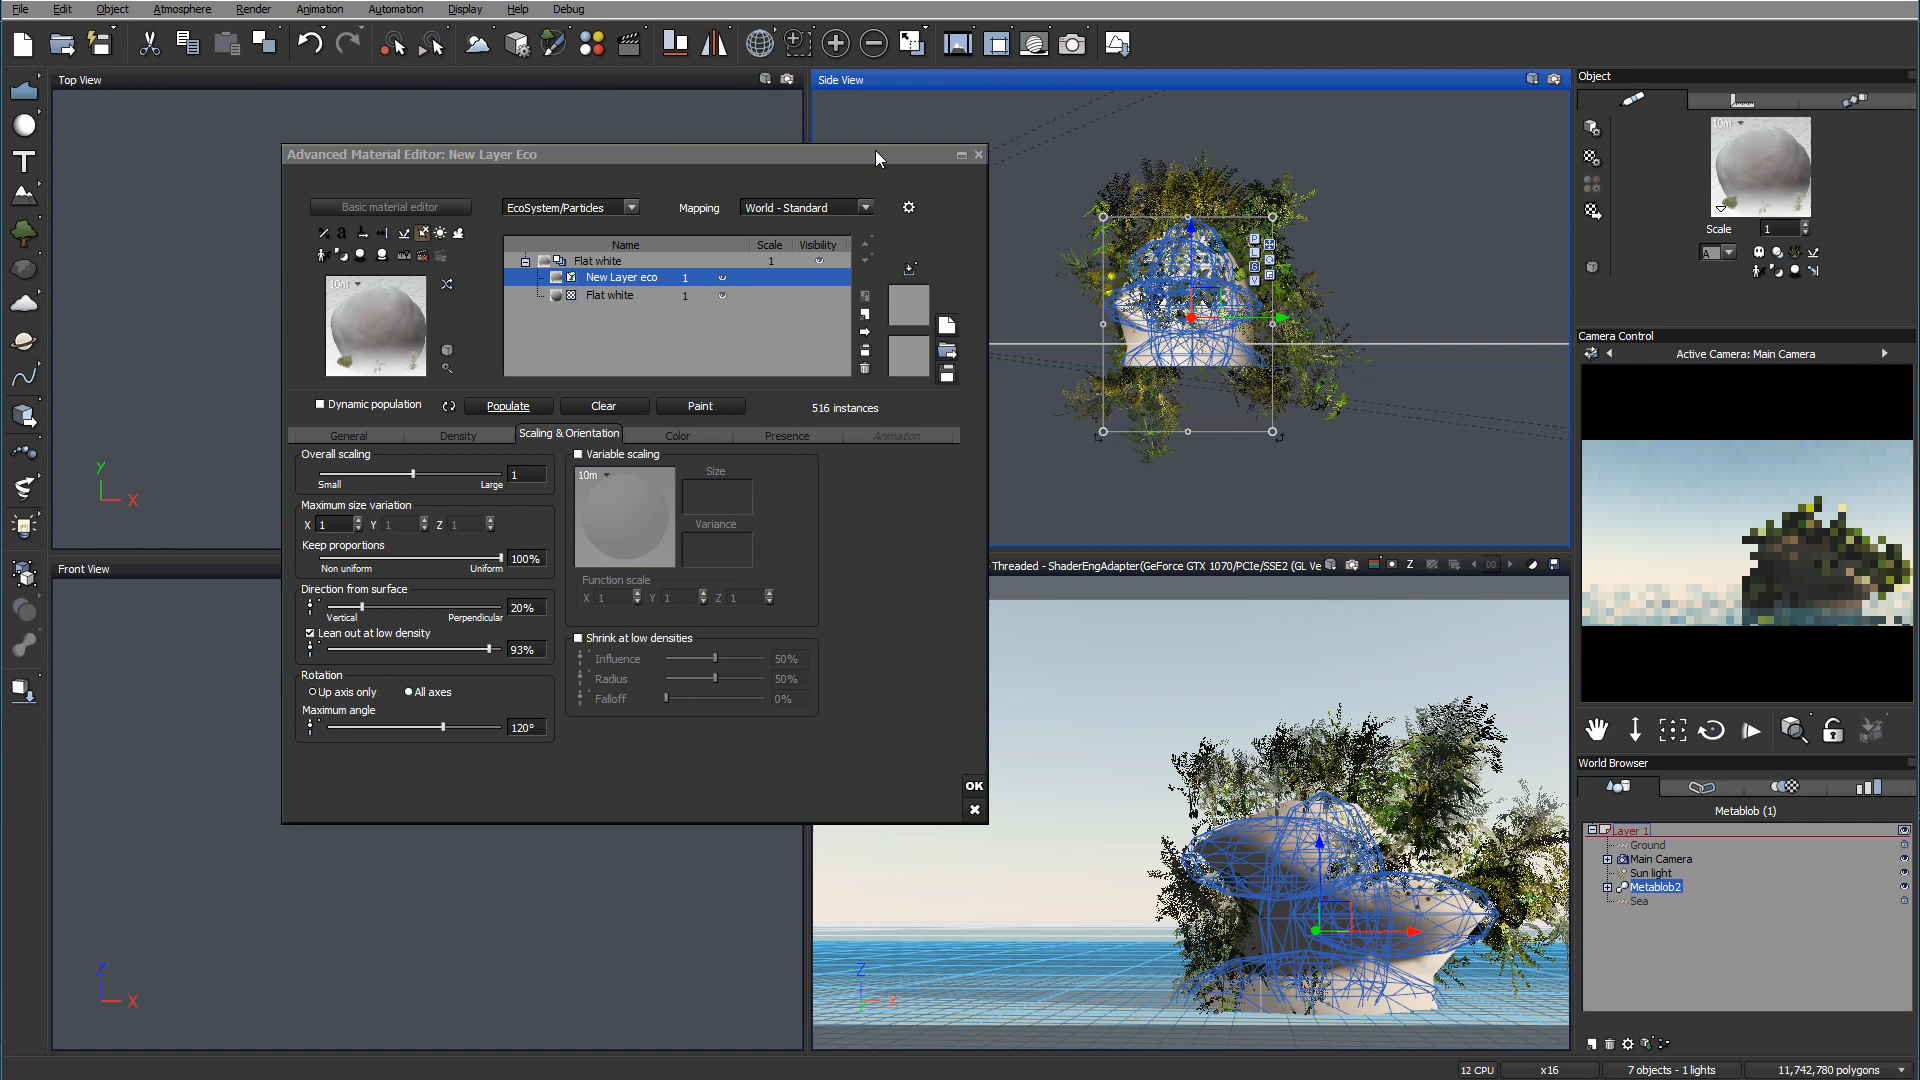 File Edit Object Atmosphere Render Animation Automation Display Help Debug
Top View
Side View
Object
Advanced Material Editor: New Layer Eco
Basic material editor
EcoSystem/Particles
Mapping
World - Standard
Name Scale Visibility
Flat white 1
New Layer eco 1
Flat white 1
10m
Dynamic population
Populate
Clear
Paint
516 instances
General Density Scaling & Orientation Color Presence Animation
Overall scaling
1
Small Large
Maximum size variation
X 1 Y 1 Z 1
Keep proportions
100%
Non uniform Uniform
Direction from surface
20%
Vertical Perpendicular
Lean out at low density
93%
Rotation
Up axis only All axes
Maximum angle
120°
Variable scaling
10m
Size
Variance
Function scale
X 1 Y 1 Z 1
Shrink at low densities
Influence 50%
Radius 50%
Falloff 0%
OK
Y
X
P
L
G
V
Front View
Z
X
- Threaded - ShaderEngAdapter(GeForce GTX 1070/PCIe/SSE2 (GL Ve
Z
00
Z
X
10m
Scale 1
A
Camera Control
Active Camera: Main Camera
World Browser
Metablob (1)
Layer 1
Ground
Main Camera
Sun light
Metablob2
Sea
12 CPU x16 7 objects - 1 lights 11,742,780 polygons